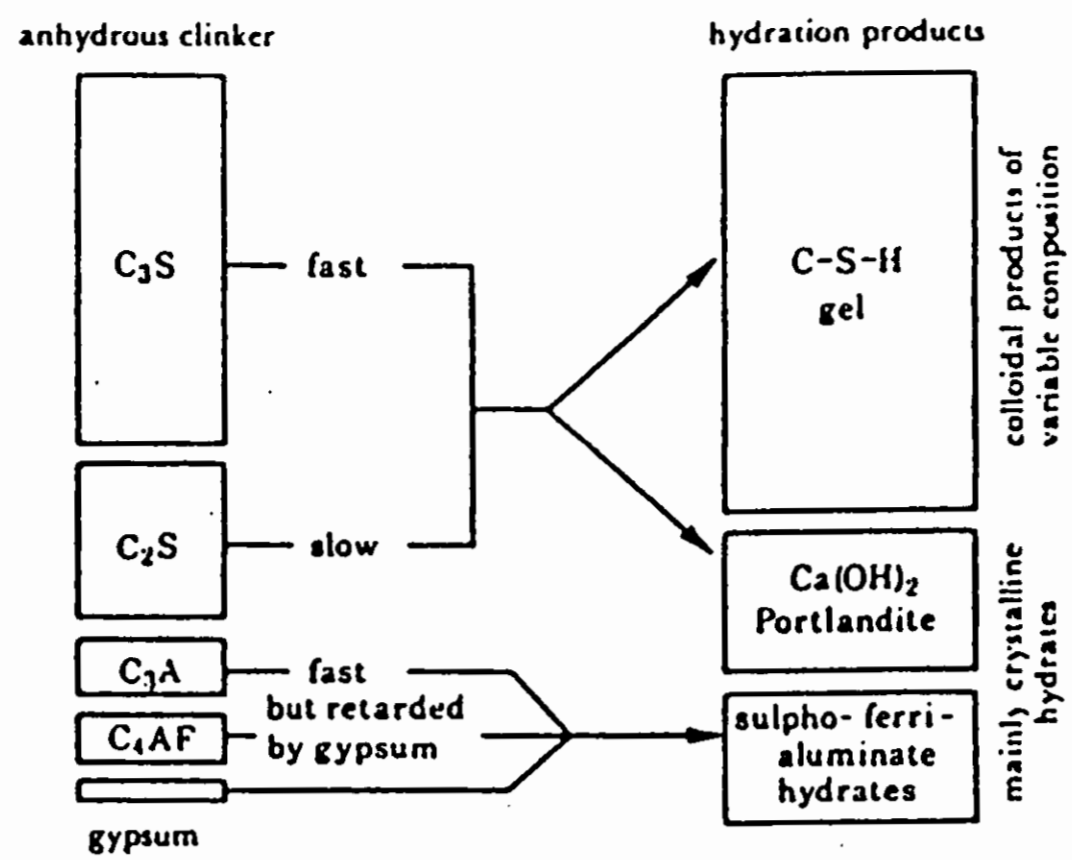 anhydrous clinker
hydration products
C₃S
fast
C-S-H
gel
colloidal products of
variable composition
C₂S
slow
Ca(OH)₂
Portlandite
C₃A
fast
but retarded
by gypsum
C₄AF
sulpho-ferri-
aluminate
hydrates
mainly crystalline
hydrates
gypsum